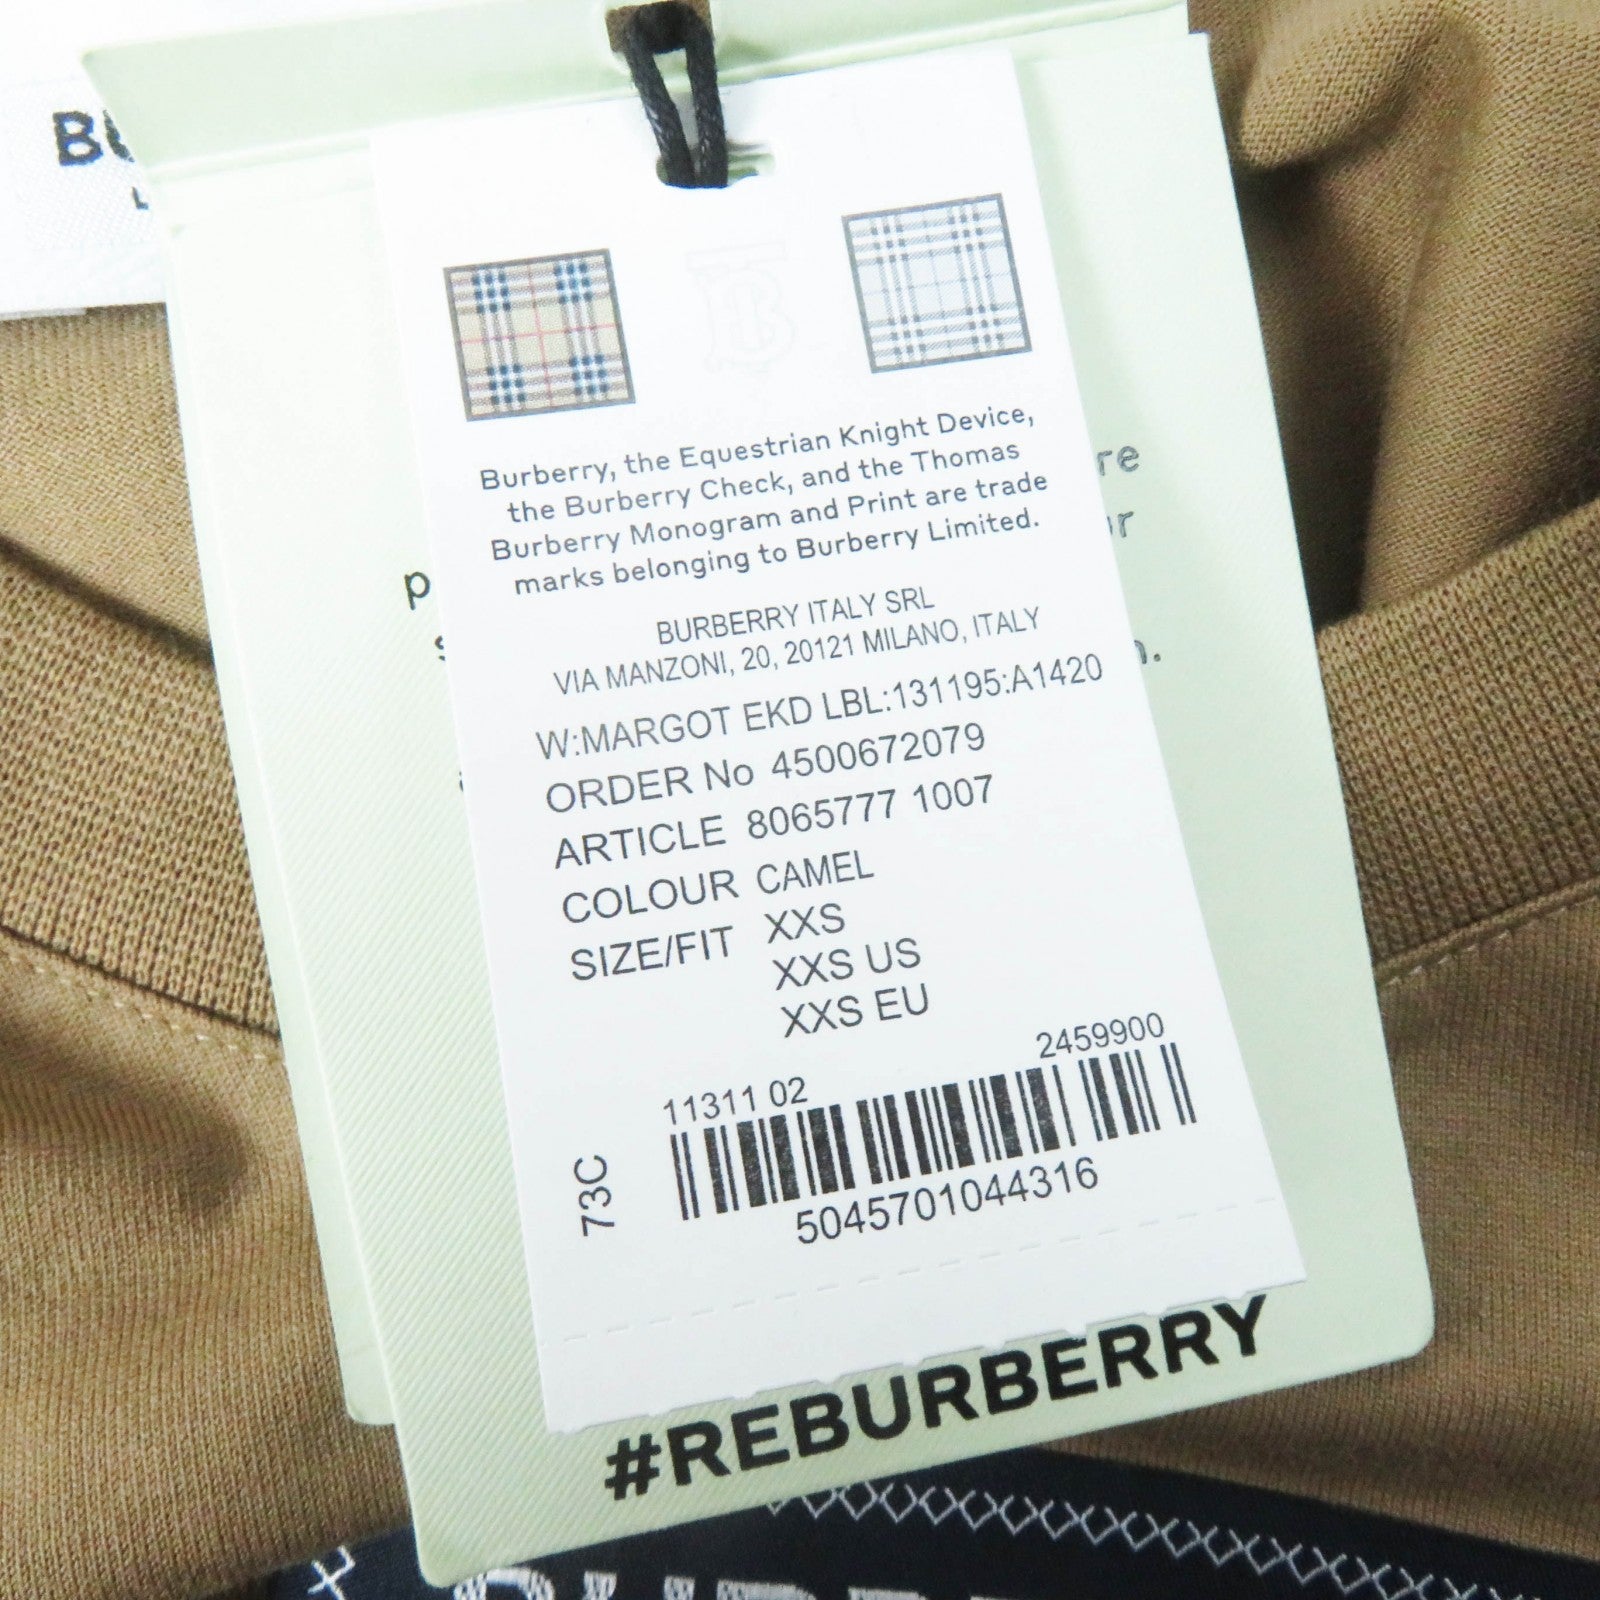 Burberry, the Equestrian Knight Device,
the Burberry Check, and the Thomas
Burberry Monogram and Print are trade
marks belonging to Burberry Limited.
BURBERRY ITALY SRL
VIA MANZONI, 20, 20121 MILANO, ITALY
W:MARGOT EKD LBL:131195:A1420
ORDER No 4500672079
ARTICLE 8065777 1007
COLOUR CAMEL
SIZE/FIT XXS
XXS US
XXS EU
11311 02 2459900
73C
5045701044316
#REBURBERRY